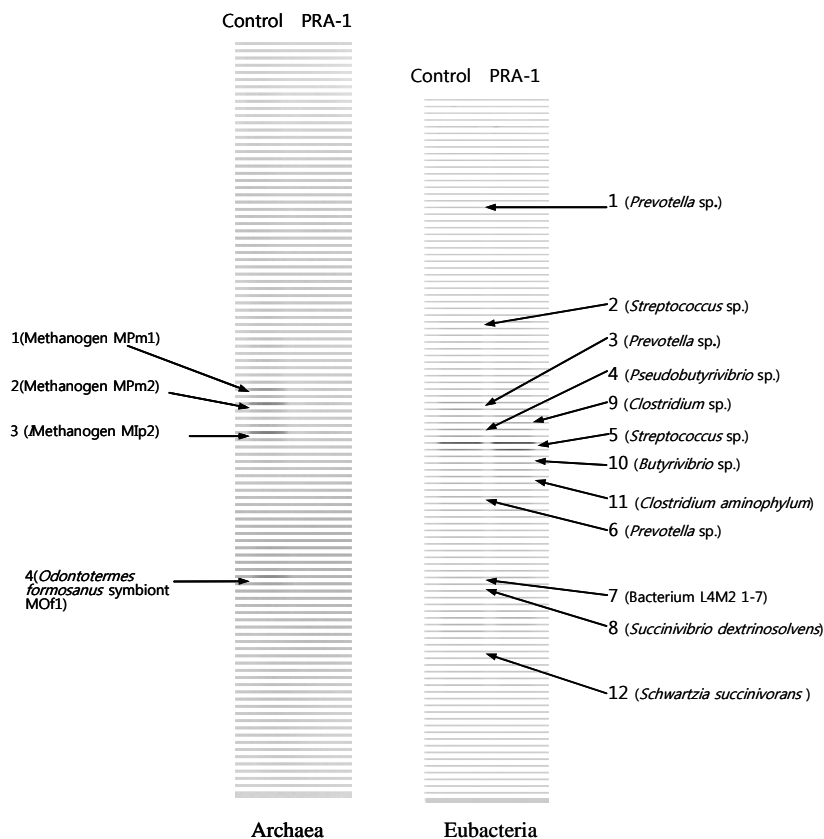 Control PRA-1
Control PRA-1
1(Methanogen MPm1)
2(Methanogen MPm2)
3 (Methanogen MIp2)
4(Odontotermes
formosanus symbiont
MOf1)
1 (Prevotella sp.)
2 (Streptococcus sp.)
3 (Prevotella sp.)
4 (Pseudobutyrivibrio sp.)
9 (Clostridium sp.)
5 (Streptococcus sp.)
10 (Butyrivibrio sp.)
11 (Clostridium aminophylum)
6 (Prevotella sp.)
7 (Bacterium L4M2 1-7)
8 (Succinivibrio dextrinosolvens)
12 (Schwartzia succinivorans )
Archaea
Eubacteria